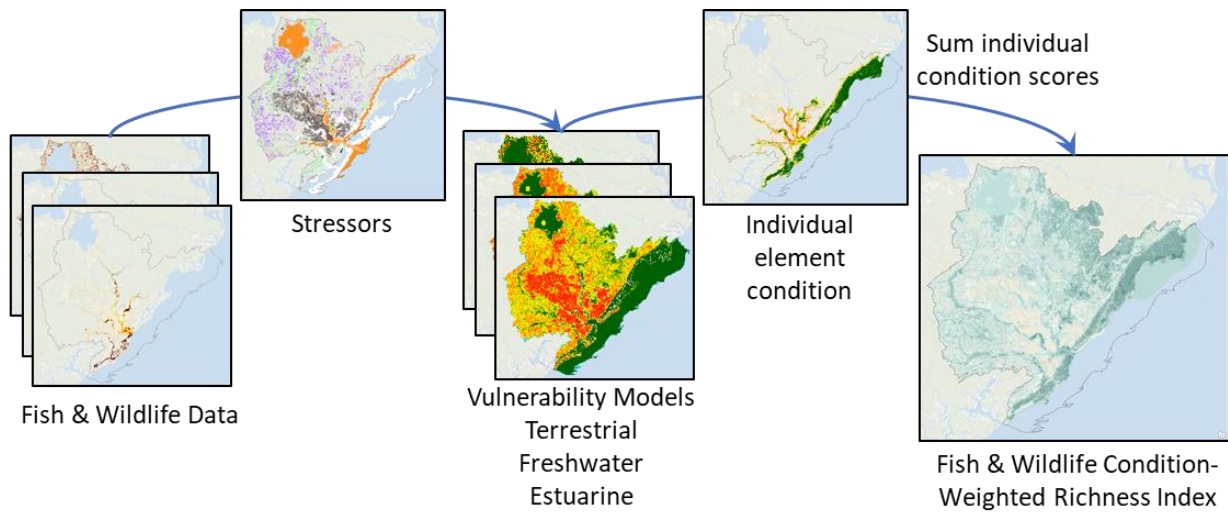 Fish & Wildlife Data
Stressors
Vulnerability Models
Terrestrial
Freshwater
Estuarine
Individual
element
condition
Sum individual
condition scores
Fish & Wildlife Condition-
Weighted Richness Index